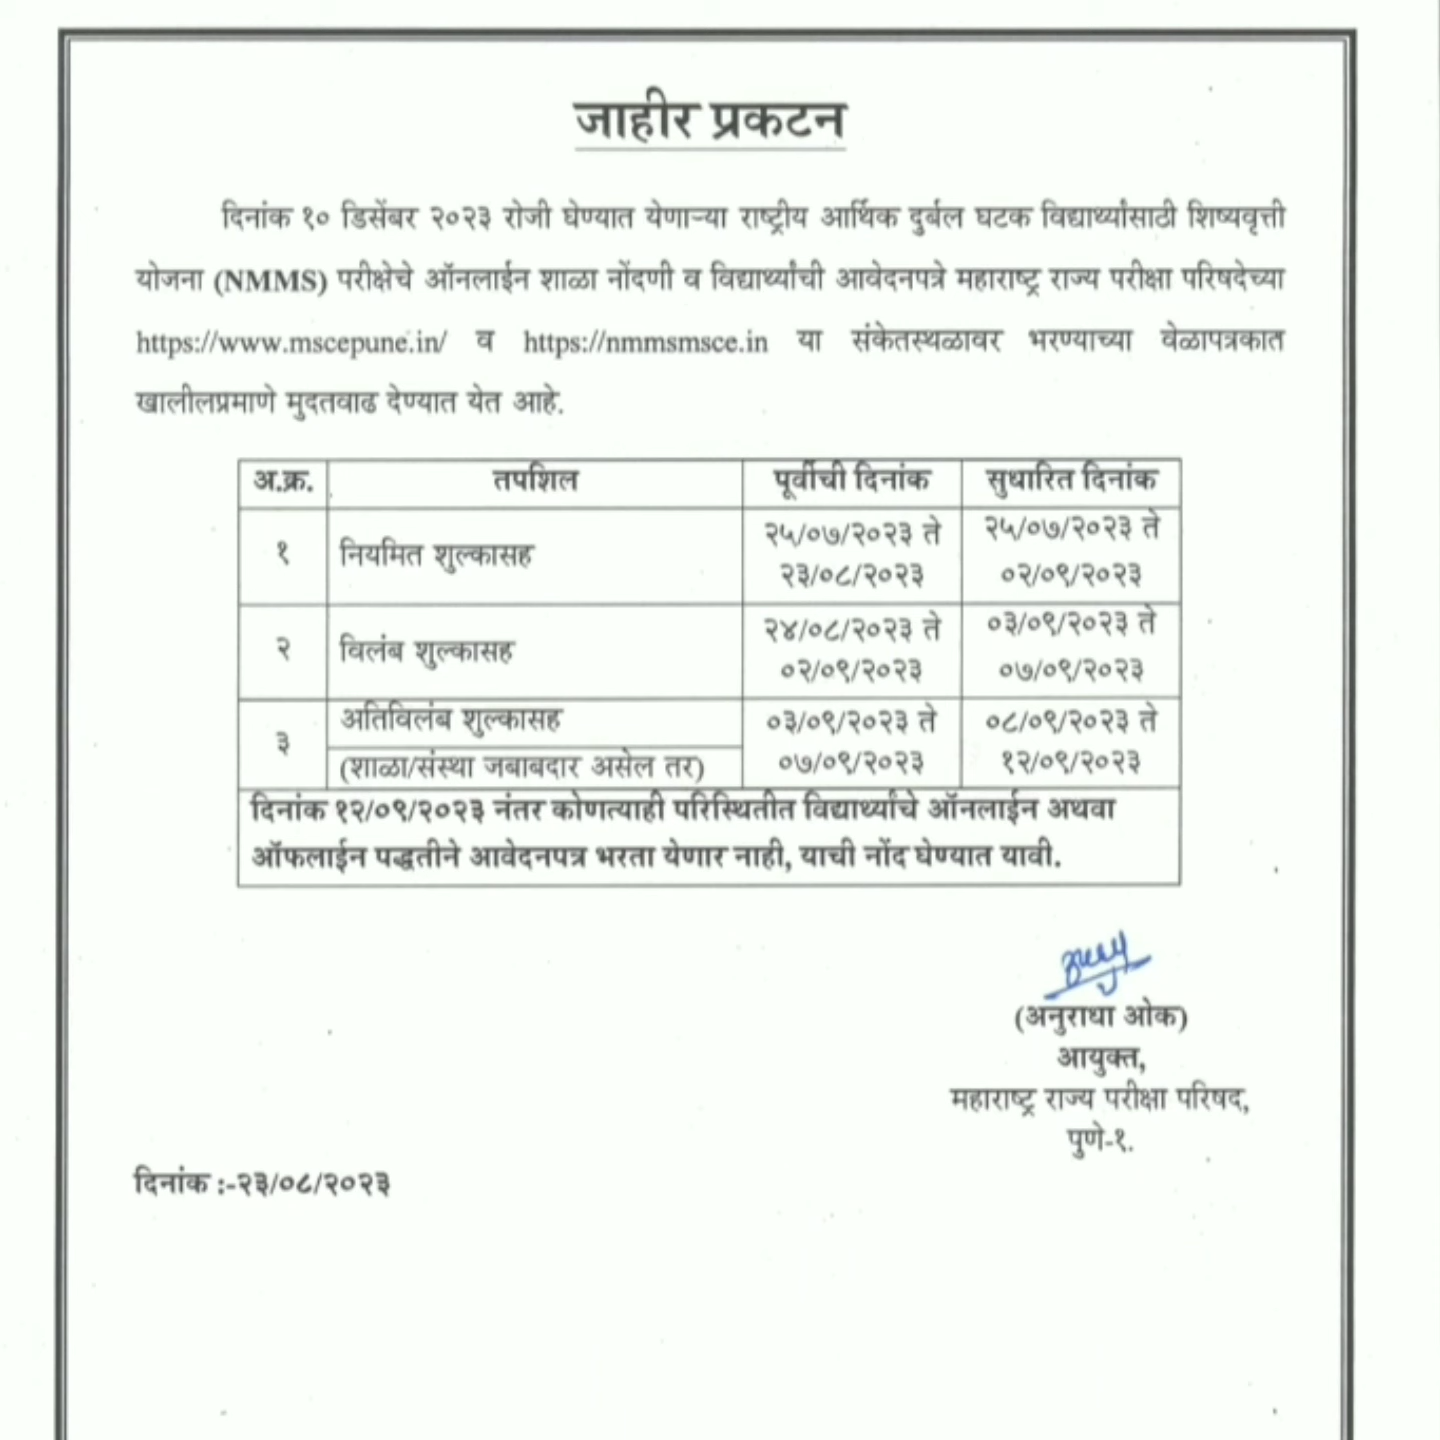 जाहीर प्रकटन
दिनांक १० डिसेंबर २०२३ रोजी घेण्यात येणाऱ्या राष्ट्रीय आर्थिक दुर्बल घटक विद्यार्थ्यांसाठी शिष्यवृत्ती
योजना (NMMS) परीक्षेचे ऑनलाईन शाळा नोंदणी व विद्यार्थ्यांची आवेदनपत्रे महाराष्ट्र राज्य परीक्षा परिषदेच्या
https://www.mscepune.in/ व https://nmmsmsce.in या संकेतस्थळावर भरण्याच्या वेळापत्रकात
खालीलप्रमाणे मुदतवाढ देण्यात येत आहे.
अ.क्र. तपशिल पूर्वीची दिनांक सुधारित दिनांक
१ नियमित शुल्कासह २५/०७/२०२३ ते २५/०७/२०२३ ते
२३/०८/२०२३ ०२/०९/२०२३
२ विलंब शुल्कासह २४/०८/२०२३ ते ०३/०९/२०२३ ते
०२/०९/२०२३ ०७/०९/२०२३
३ अतिविलंब शुल्कासह ०३/०९/२०२३ ते ०८/०९/२०२३ ते
(शाळा/संस्था जबाबदार असेल तर) ०७/०९/२०२३ १२/०९/२०२३
दिनांक १२/०९/२०२३ नंतर कोणत्याही परिस्थितीत विद्यार्थ्यांचे ऑनलाईन अथवा
ऑफलाईन पद्धतीने आवेदनपत्र भरता येणार नाही, याची नोंद घेण्यात यावी.
(अनुराधा ओक)
आयुक्त,
महाराष्ट्र राज्य परीक्षा परिषद,
पुणे-१.
दिनांक :-२३/०८/२०२३